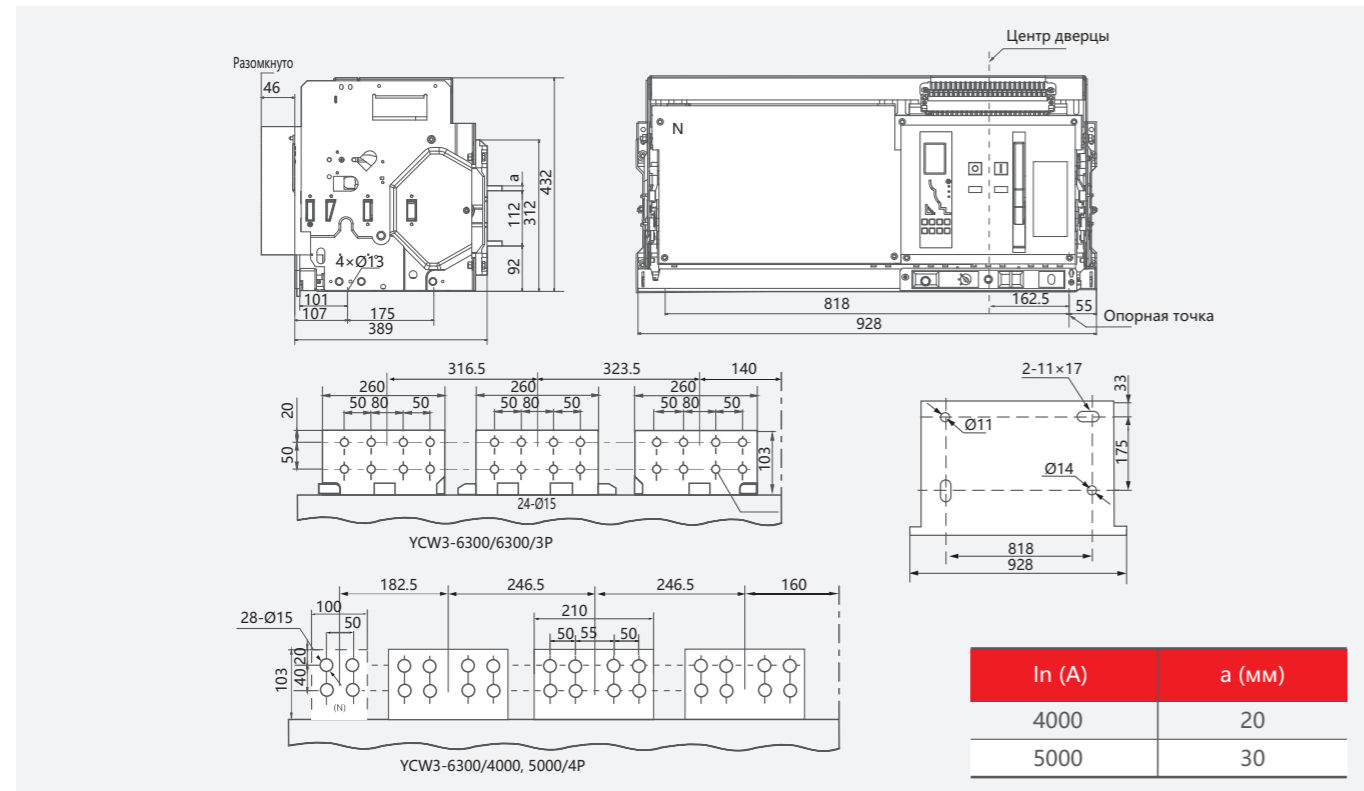 Центр дверцы
Разомкнуто
46
N
a
432
112
312
92
4×Ø13
101
107
175
389
818
162.5
55
928
Опорная точка
316.5
323.5
140
260
260
260
50 80 50
50 80 50
50 80 50
20
50
103
24-Ø15
YCW3-6300/6300/3P
2-11×17
33
Ø11
175
Ø14
818
928
182.5
246.5
246.5
160
28-Ø15
100
50
210
50 55 50
20
40
103
(N)
YCW3-6300/4000, 5000/4P
In (A) a (мм)
4000 20
5000 30